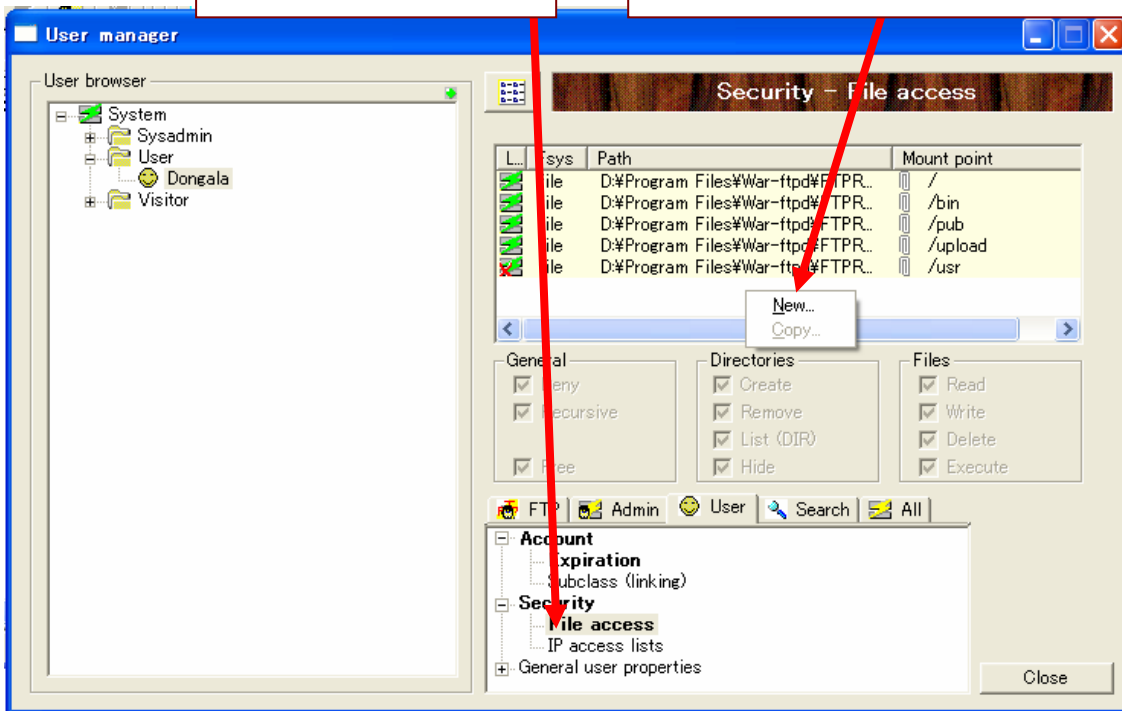 User manager
User browser
System
Sysadmin
User
Dongala
Visitor
Security - File access
L... Fsys Path Mount point
File D:¥Program Files¥War-ftpd¥FTPR... /
File D:¥Program Files¥War-ftpd¥FTPR... /bin
File D:¥Program Files¥War-ftpd¥FTPR... /pub
File D:¥Program Files¥War-ftpd¥FTPR... /upload
File D:¥Program Files¥War-ftpd¥FTPR... /usr
New...
Copy...
General Directories Files
Deny Create Read
Recursive Remove Write
List (DIR) Delete
Free Hide Execute
FTP Admin User Search All
Account
Expiration
Subclass (linking)
Security
File access
IP access lists
General user properties
Close